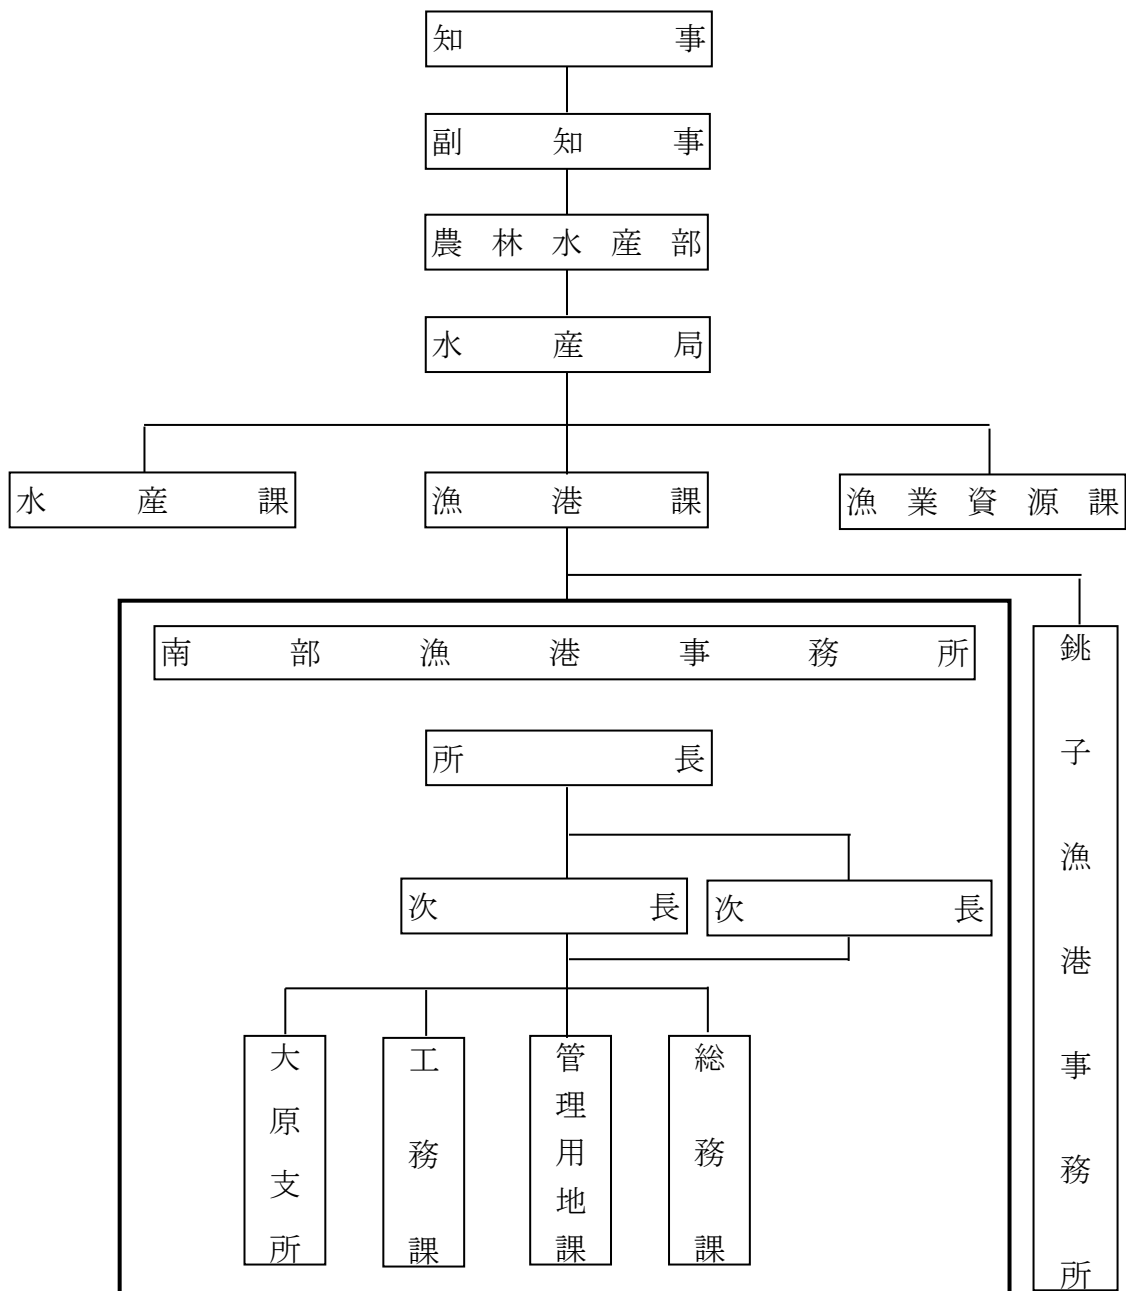 知事
副知事
農林水産部
水産局
水産課
漁港課
漁業資源課
南部漁港事務所
銚子漁港事務所
所長
次長
次長
大原支所
工務課
管理用地課
総務課